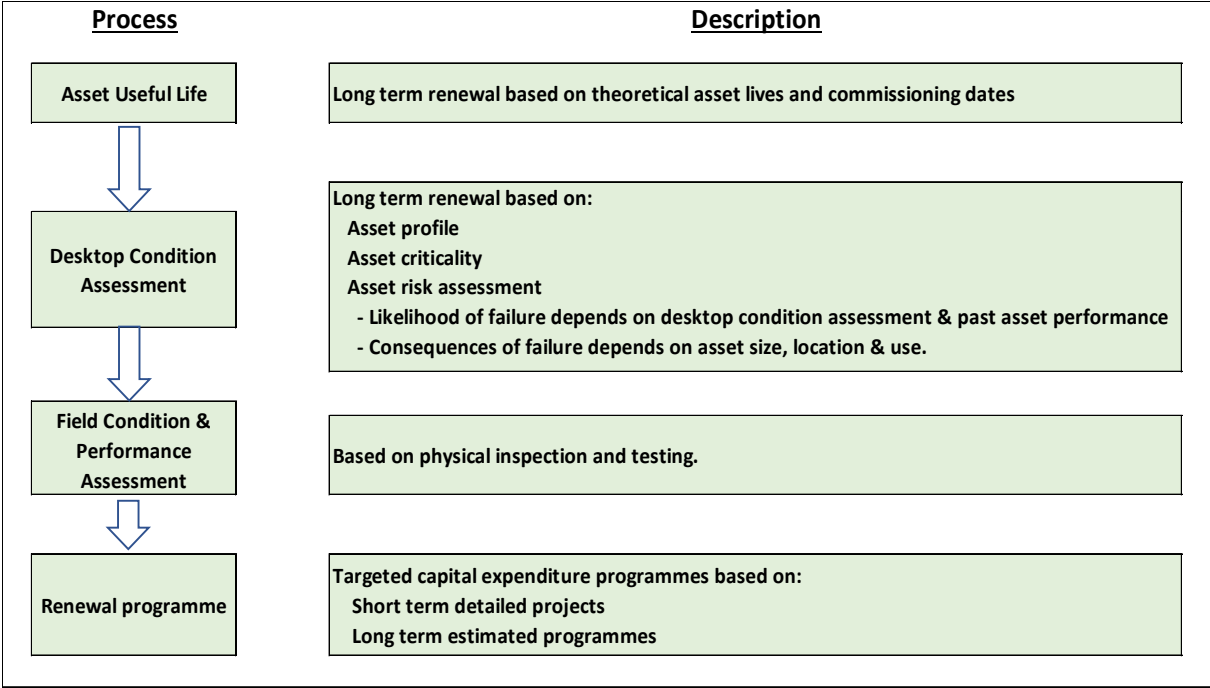 Process
Description
Asset Useful Life
Long term renewal based on theoretical asset lives and commissioning dates
Desktop Condition
Assessment
Long term renewal based on:
Asset profile
Asset criticality
Asset risk assessment
- Likelihood of failure depends on desktop condition assessment & past asset performance
- Consequences of failure depends on asset size, location & use.
Field Condition &
Performance
Assessment
Based on physical inspection and testing.
Renewal programme
Targeted capital expenditure programmes based on:
Short term detailed projects
Long term estimated programmes